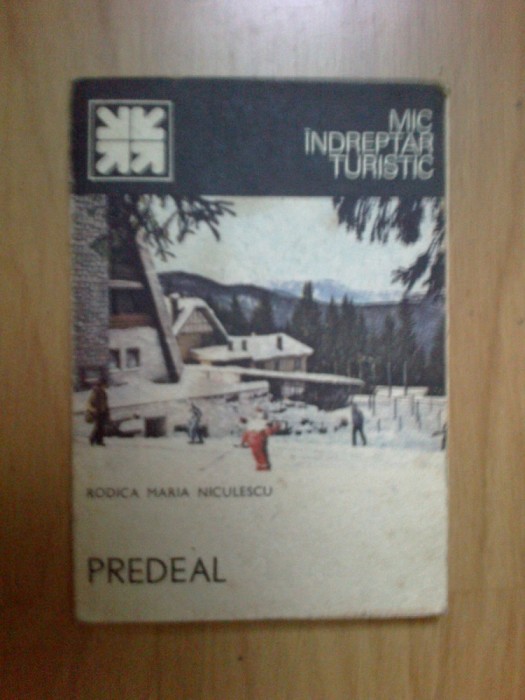 MIC
ÎNDREPTAR
TURISTIC
RODICA MARIA NICULESCU
PREDEAL